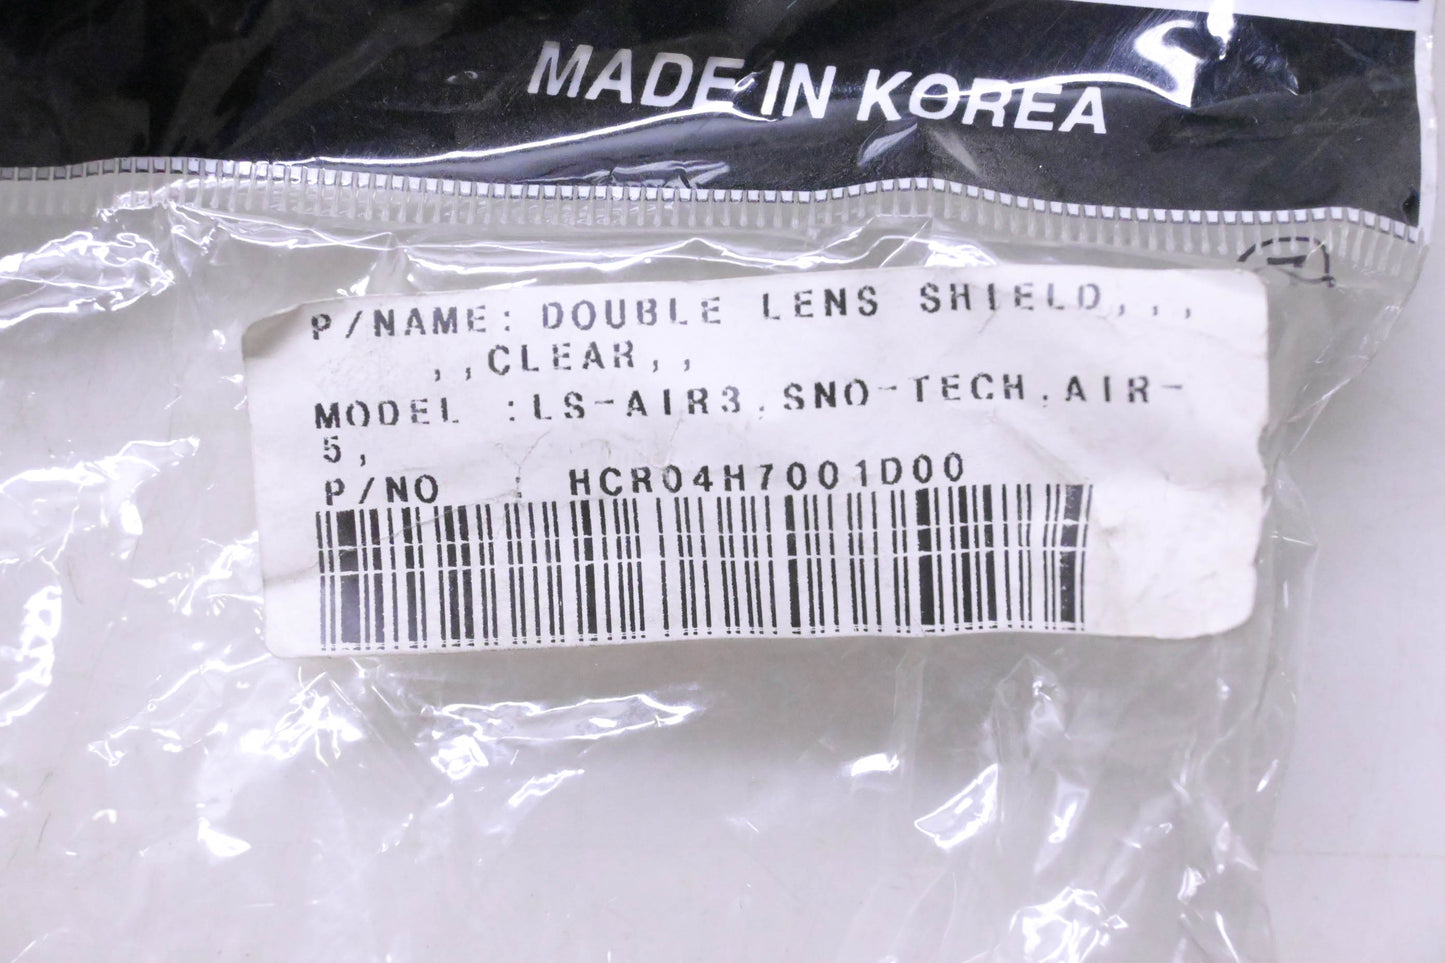 MADE IN KOREA
P/NAME: DOUBLE LENS SHIELD,,,
,,CLEAR,,
MODEL :LS-AIR3,SNO-TECH,AIR-
5,
P/NO : HCR04H7001D00